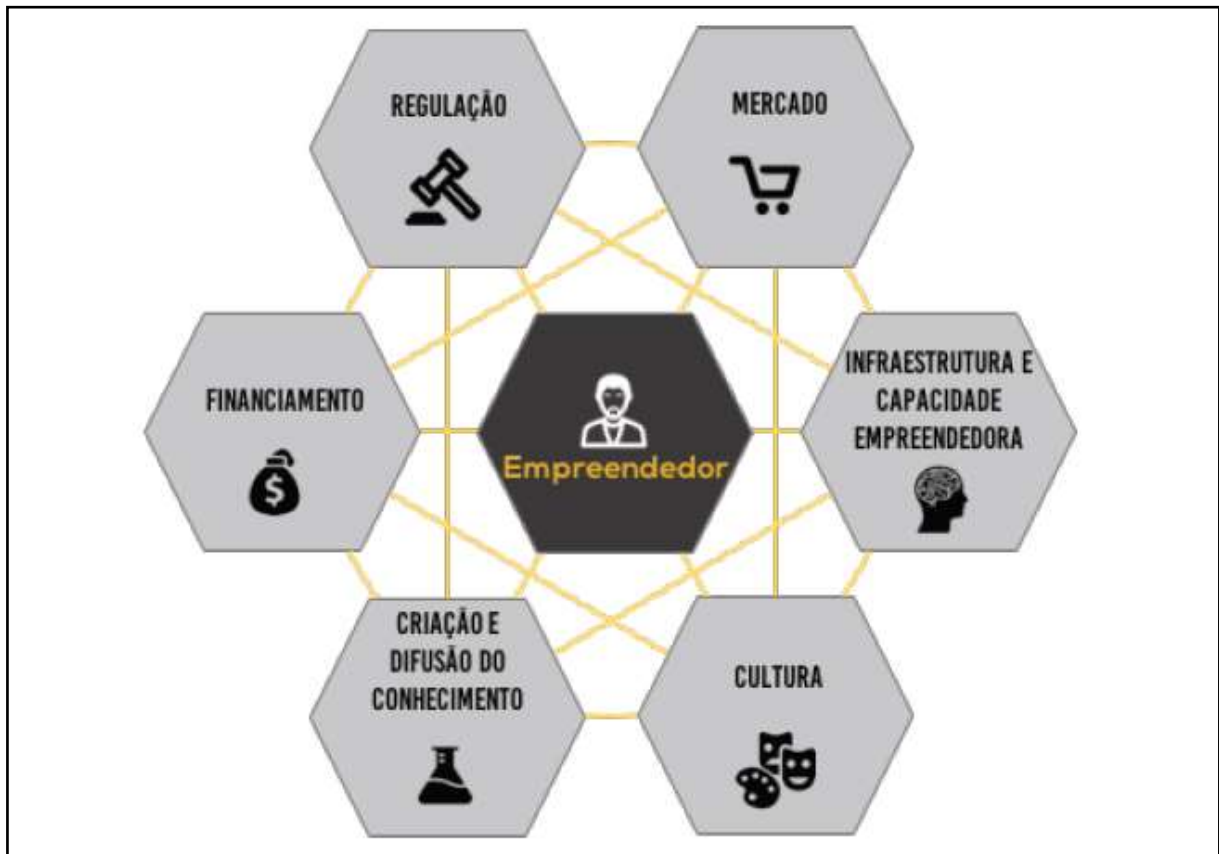 REGULAÇÃO
MERCADO
FINANCIAMENTO
Empreendedor
INFRAESTRUTURA E
CAPACIDADE
EMPREENDEDORA
CRIAÇÃO E
DIFUSÃO DO
CONHECIMENTO
CULTURA